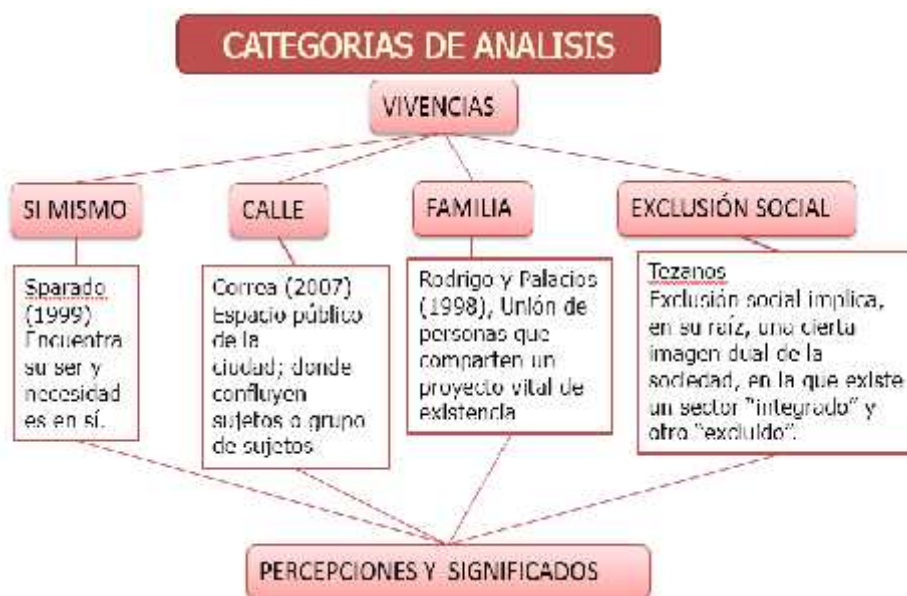 CATEGORIAS DE ANALISIS
VIVENCIAS
SI MISMO
CALLE
FAMILIA
EXCLUSIÓN SOCIAL
Sparado
(1999)
Encuentra
su ser y
necesidad
es en sí.
Correa (2007)
Espacio público
de la
ciudad; donde
confluyen
sujetos o grupo
de sujetos
Rodrigo y Palacios
(1998), Unión de
personas que
comparten un
proyecto vital de
existencia
Tezanos
Exclusión social implica,
en su raíz, una cierta
imagen dual de la
sociedad, en la que existe
un sector "integrado" y
otro "excluído".
PERCEPCIONES Y SIGNIFICADOS